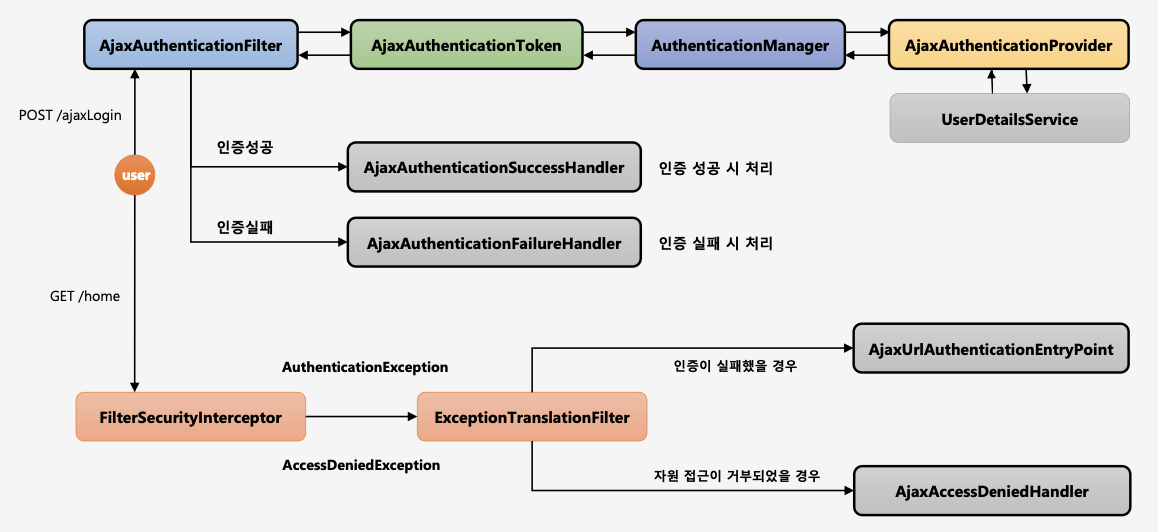 AjaxAuthenticationFilter
AjaxAuthenticationToken
AuthenticationManager
AjaxAuthenticationProvider
POST /ajaxLogin
UserDetailsService
인증성공
AjaxAuthenticationSuccessHandler
인증 성공 시 처리
user
인증실패
AjaxAuthenticationFailureHandler
인증 실패 시 처리
GET /home
AjaxUrlAuthenticationEntryPoint
인증이 실패했을 경우
AuthenticationException
FilterSecurityInterceptor
ExceptionTranslationFilter
AccessDeniedException
자원 접근이 거부되었을 경우
AjaxAccessDeniedHandler